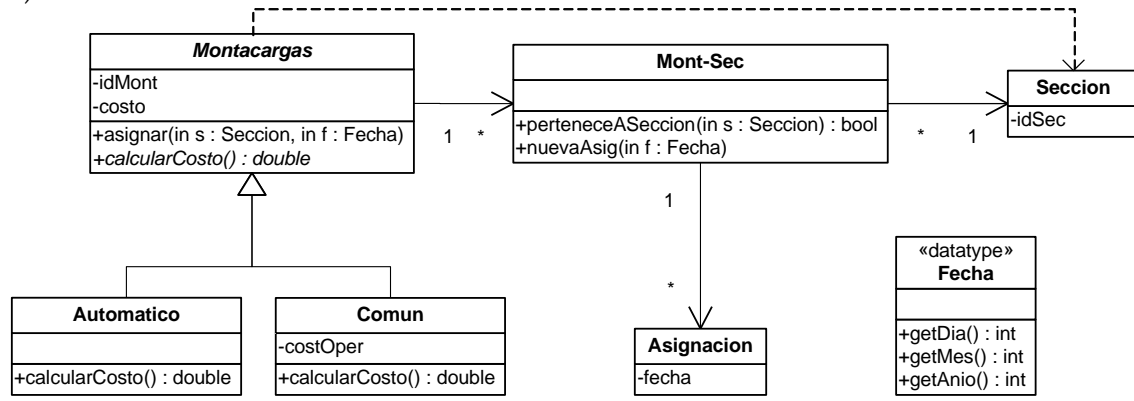 )
Montacargas
-idMont
-costo
+asignar(in s : Seccion, in f : Fecha)
+calcularCosto() : double
Mont-Sec
+perteneceASeccion(in s : Seccion) : bool
+nuevaAsig(in f : Fecha)
Seccion
-idSec
1
*
*
1
1
*
Automatico
+calcularCosto() : double
Comun
-costOper
+calcularCosto() : double
Asignacion
-fecha
«datatype»
Fecha
+getDia() : int
+getMes() : int
+getAnio() : int